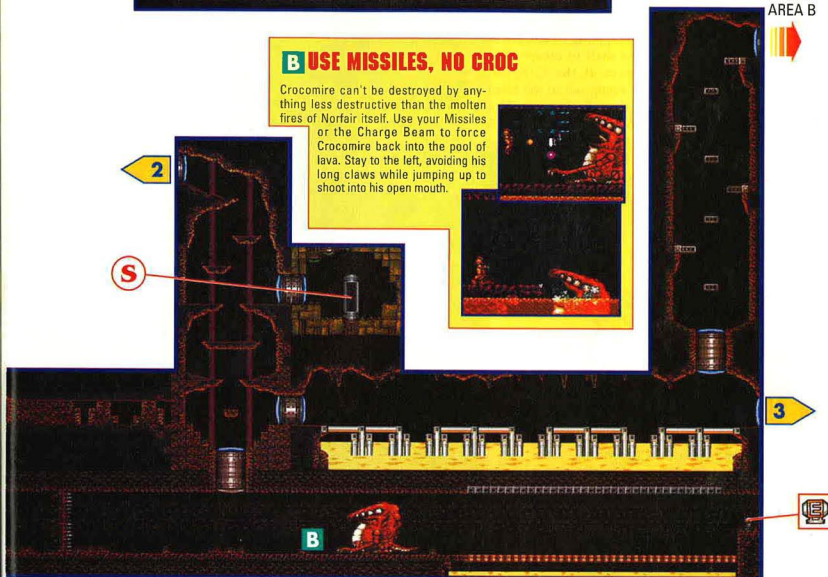 AREA B
B USE MISSILES, NO CROC
Crocomire can't be destroyed by any-
thing less destructive than the molten
fires of Norfair itself. Use your Missiles
or the Charge Beam to force
Crocomire back into the pool of
lava. Stay to the left, avoiding his
long claws while jumping up to
shoot into his open mouth.
2
S
3
E
B